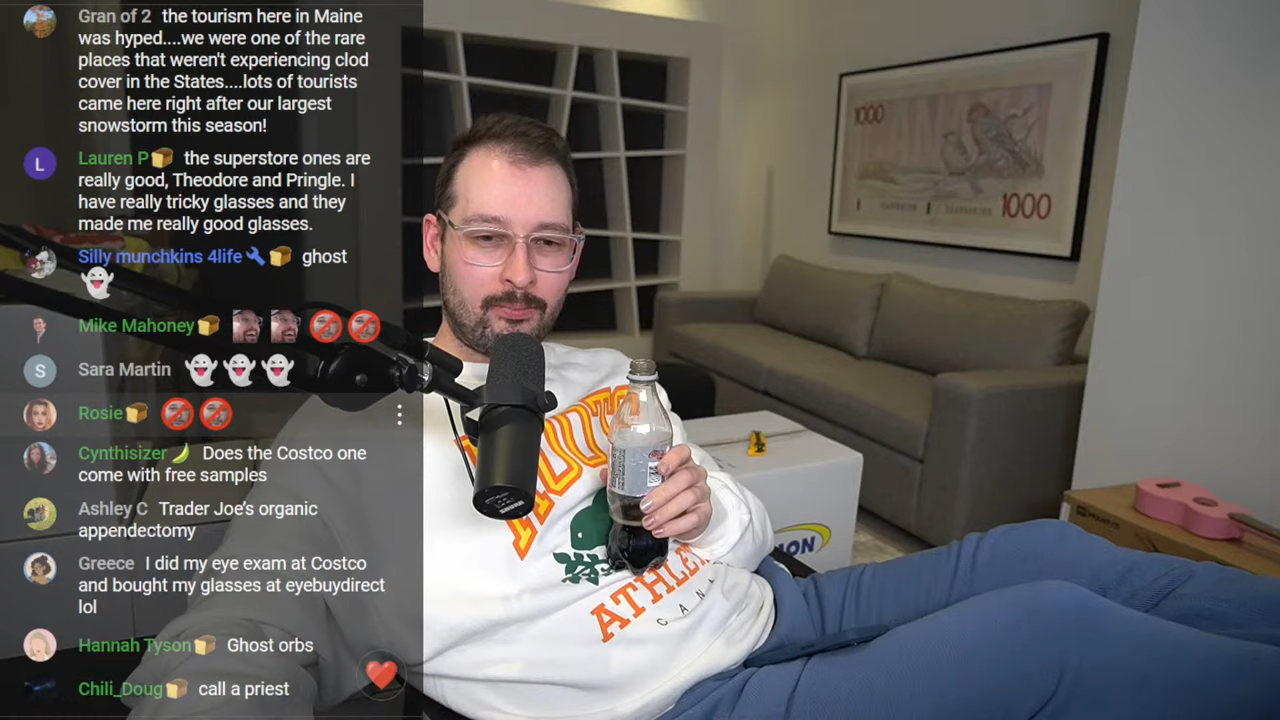 Gran of 2 the tourism here in Maine
was hyped....we were one of the rare
places that weren't experiencing clod
cover in the States....lots of tourists
came here right after our largest
snowstorm this season!
Lauren P the superstore ones are
really good, Theodore and Pringle. I
have really tricky glasses and they
made me really good glasses.
Silly munchkins 4life ghost
Mike Mahoney
Sara Martin
Rosie
Cynthisizer Does the Costco one
come with free samples
Ashley C Trader Joe's organic
appendectomy
Greece I did my eye exam at Costco
and bought my glasses at eyebuydirect
lol
Hannah Tyson Ghost orbs
Chili_Doug call a priest
L
S
1000
1000
ROOTS
ATHLE
CANA
ON